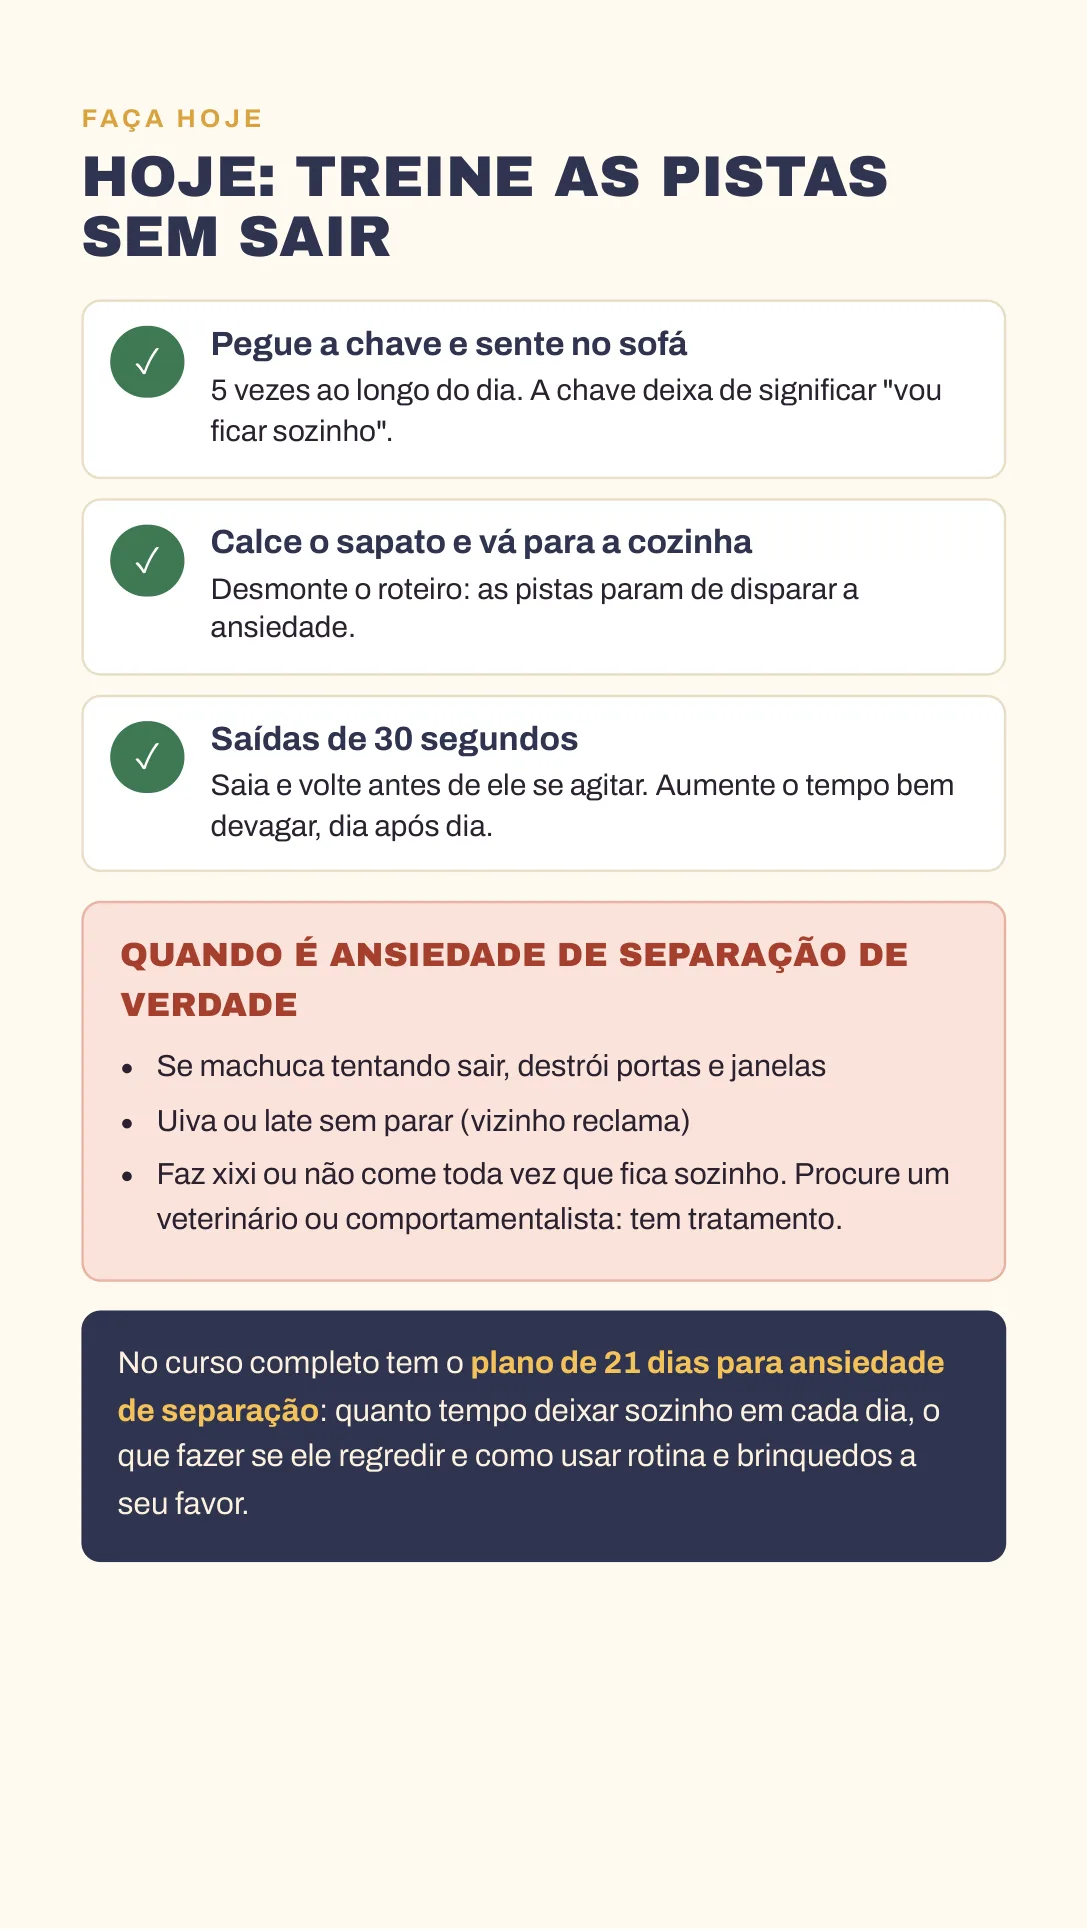 FAÇA HOJE
HOJE: TREINE AS PISTAS
SEM SAIR
✓
Pegue a chave e sente no sofá
5 vezes ao longo do dia. A chave deixa de significar "vou
ficar sozinho".
✓
Calce o sapato e vá para a cozinha
Desmonte o roteiro: as pistas param de disparar a
ansiedade.
✓
Saídas de 30 segundos
Saia e volte antes de ele se agitar. Aumente o tempo bem
devagar, dia após dia.
QUANDO É ANSIEDADE DE SEPARAÇÃO DE
VERDADE
• Se machuca tentando sair, destrói portas e janelas
• Uiva ou late sem parar (vizinho reclama)
• Faz xixi ou não come toda vez que fica sozinho. Procure um
veterinário ou comportamentalista: tem tratamento.
No curso completo tem o plano de 21 dias para ansiedade
de separação: quanto tempo deixar sozinho em cada dia, o
que fazer se ele regredir e como usar rotina e brinquedos a
seu favor.